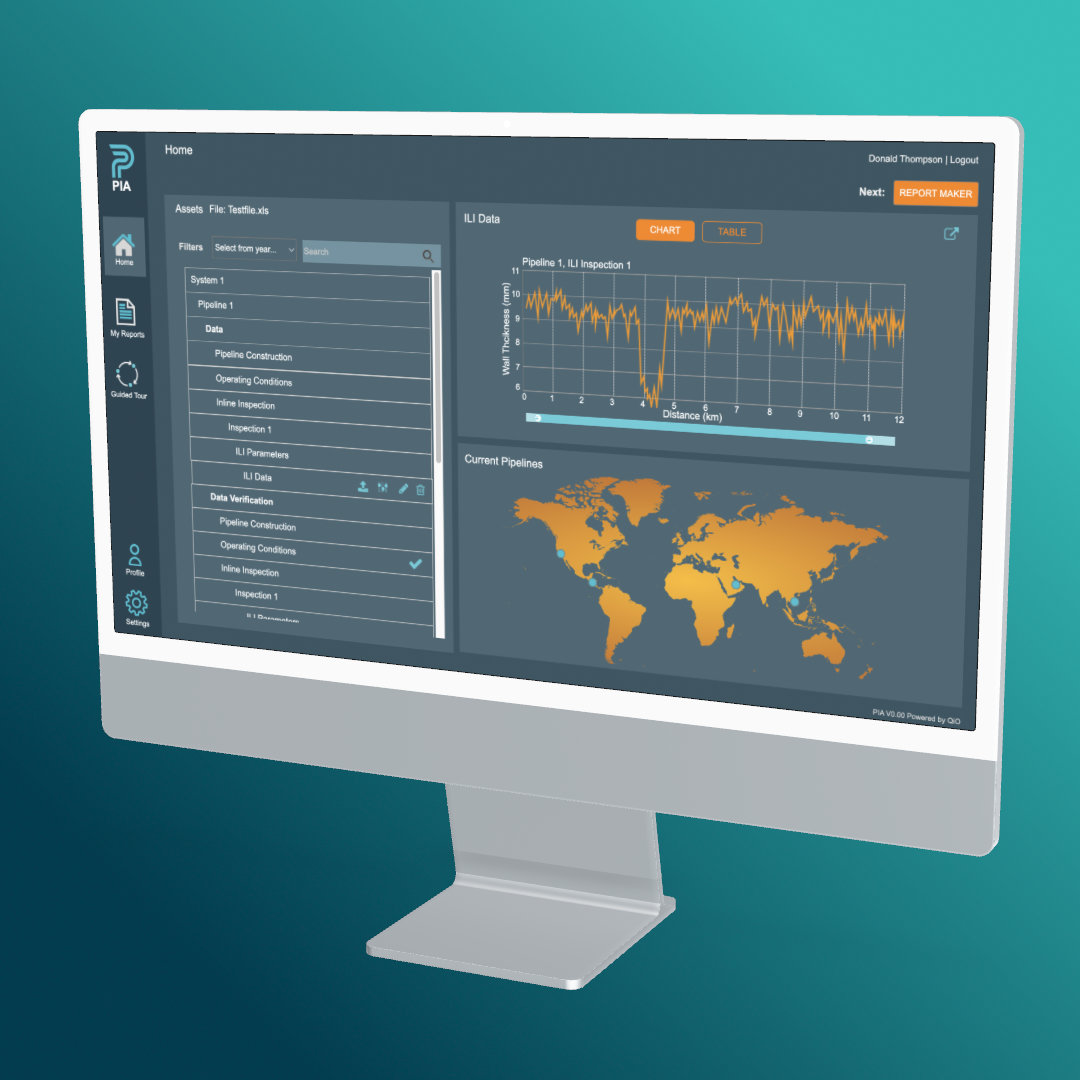 PIA
Home
Donald Thompson | Logout
Next: REPORT MAKER
Home
My Reports
Guided Tour
Profile
Settings
Assets File: Testfile.xls
Filters Select from year... Search
System 1
Pipeline 1
Data
Pipeline Construction
Operating Conditions
Inline Inspection
Inspection 1
ILI Parameters
ILI Data
Data Verification
Pipeline Construction
Operating Conditions
Inline Inspection
Inspection 1
ILI Parameters
ILI Data
CHART TABLE
Pipeline 1, ILI Inspection 1
Wall Thcikness (mm)
11
10
9
8
7
6
0 1 2 3 4 5 6 7 8 9 10 11 12
Distance (km)
Current Pipelines
PIA V0.00 Powered by QiO